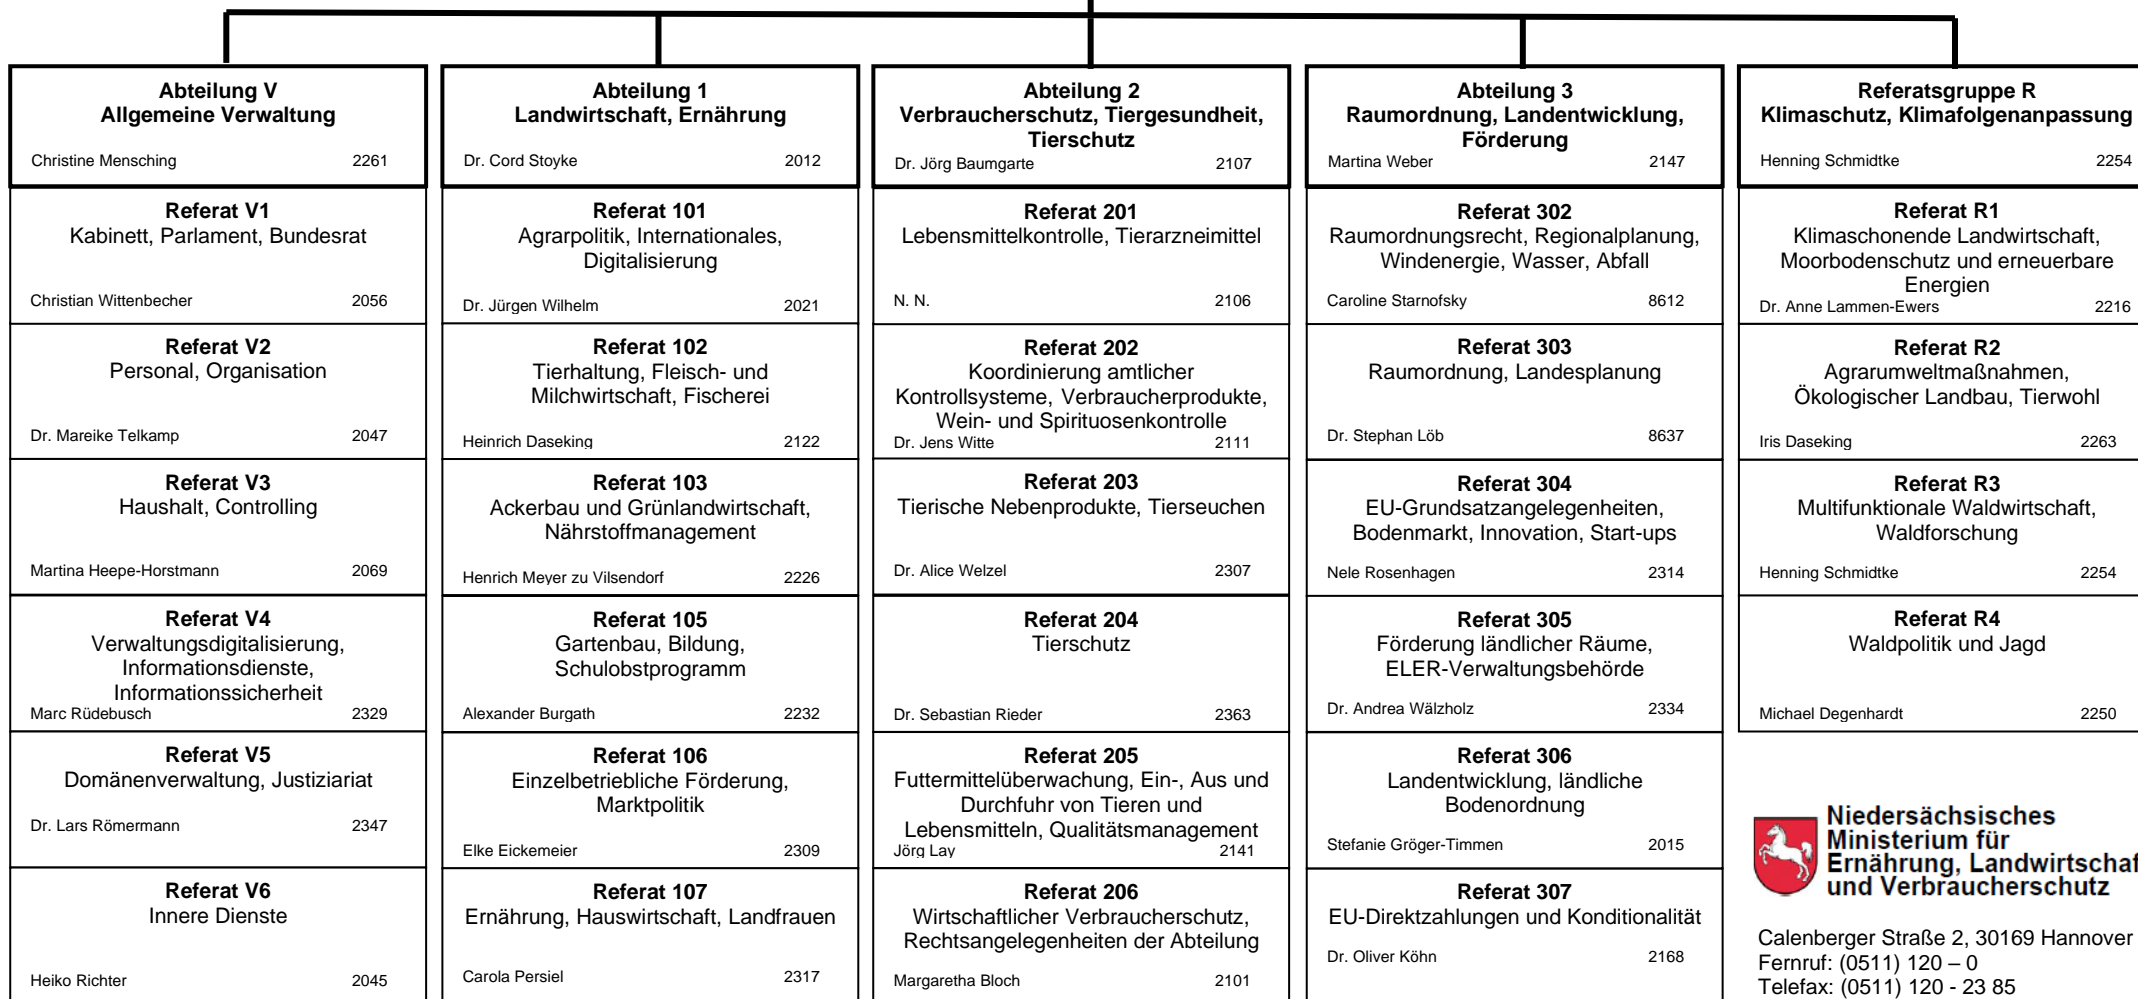 Abteilung V
Allgemeine Verwaltung
Christine Mensching 2261
Referat V1
Kabinett, Parlament, Bundesrat
Christian Wittenbecher 2056
Referat V2
Personal, Organisation
Dr. Mareike Telkamp 2047
Referat V3
Haushalt, Controlling
Martina Heepe-Horstmann 2069
Referat V4
Verwaltungsdigitalisierung,
Informationsdienste,
Informationssicherheit
Marc Rüdebusch 2329
Referat V5
Domänenverwaltung, Justiziariat
Dr. Lars Römermann 2347
Referat V6
Innere Dienste
Heiko Richter 2045
Abteilung 1
Landwirtschaft, Ernährung
Dr. Cord Stoyke 2012
Referat 101
Agrarpolitik, Internationales,
Digitalisierung
Dr. Jürgen Wilhelm 2021
Referat 102
Tierhaltung, Fleisch- und
Milchwirtschaft, Fischerei
Heinrich Daseking 2122
Referat 103
Ackerbau und Grünlandwirtschaft,
Nährstoffmanagement
Henrich Meyer zu Vilsendorf 2226
Referat 105
Gartenbau, Bildung,
Schulobstprogramm
Alexander Burgath 2232
Referat 106
Einzelbetriebliche Förderung,
Marktpolitik
Elke Eickemeier 2309
Referat 107
Ernährung, Hauswirtschaft, Landfrauen
Carola Persiel 2317
Abteilung 2
Verbraucherschutz, Tiergesundheit,
Tierschutz
Dr. Jörg Baumgarte 2107
Referat 201
Lebensmittelkontrolle, Tierarzneimittel
N. N. 2106
Referat 202
Koordinierung amtlicher
Kontrollsysteme, Verbraucherprodukte,
Wein- und Spirituosenkontrolle
Dr. Jens Witte 2111
Referat 203
Tierische Nebenprodukte, Tierseuchen
Dr. Alice Welzel 2307
Referat 204
Tierschutz
Dr. Sebastian Rieder 2363
Referat 205
Futtermittelüberwachung, Ein-, Aus und
Durchfuhr von Tieren und
Lebensmitteln, Qualitätsmanagement
Jörg Lay 2141
Referat 206
Wirtschaftlicher Verbraucherschutz,
Rechtsangelegenheiten der Abteilung
Margaretha Bloch 2101
Abteilung 3
Raumordnung, Landentwicklung,
Förderung
Martina Weber 2147
Referat 302
Raumordnungsrecht, Regionalplanung,
Windenergie, Wasser, Abfall
Caroline Starnofsky 8612
Referat 303
Raumordnung, Landesplanung
Dr. Stephan Löb 8637
Referat 304
EU-Grundsatzangelegenheiten,
Bodenmarkt, Innovation, Start-ups
Nele Rosenhagen 2314
Referat 305
Förderung ländlicher Räume,
ELER-Verwaltungsbehörde
Dr. Andrea Wälzholz 2334
Referat 306
Landentwicklung, ländliche
Bodenordnung
Stefanie Gröger-Timmen 2015
Referat 307
EU-Direktzahlungen und Konditionalität
Dr. Oliver Köhn 2168
Referatsgruppe R
Klimaschutz, Klimafolgenanpassung
Henning Schmidtke 2254
Referat R1
Klimaschonende Landwirtschaft,
Moorbodenschutz und erneuerbare
Energien
Dr. Anne Lammen-Ewers 2216
Referat R2
Agrarumweltmaßnahmen,
Ökologischer Landbau, Tierwohl
Iris Daseking 2263
Referat R3
Multifunktionale Waldwirtschaft,
Waldforschung
Henning Schmidtke 2254
Referat R4
Waldpolitik und Jagd
Michael Degenhardt 2250
Niedersächsisches
Ministerium für
Ernährung, Landwirtschaf
und Verbraucherschutz
Calenberger Straße 2, 30169 Hannover
Fernruf: (0511) 120 – 0
Telefax: (0511) 120 - 23 85